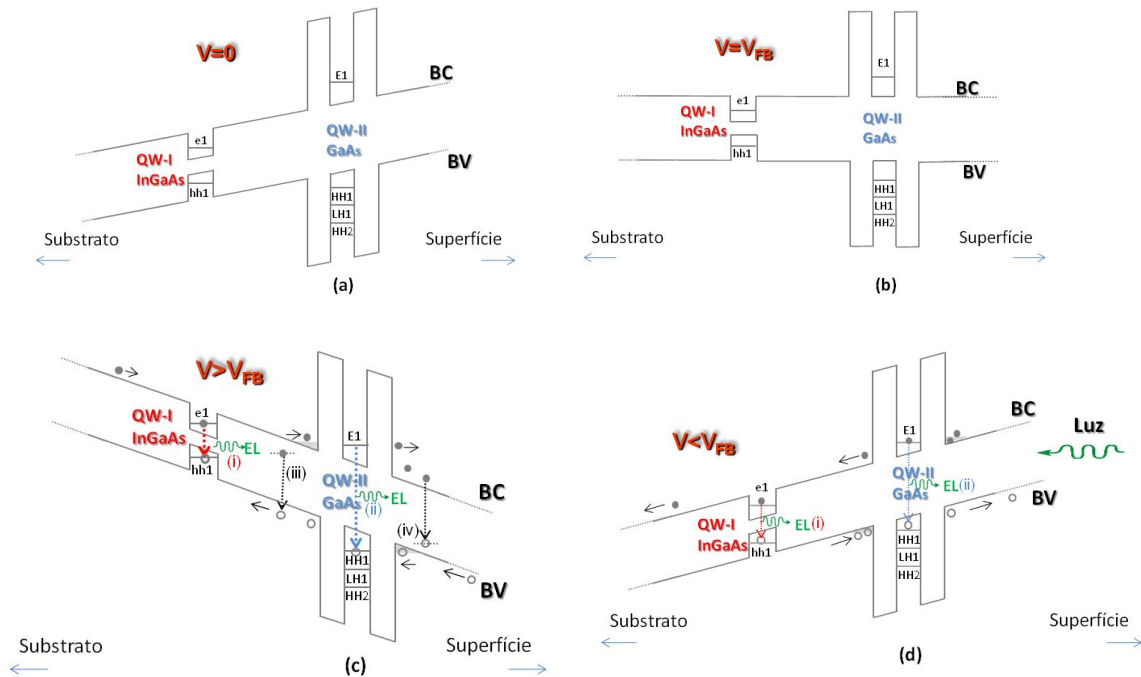 V=0
E1
BC
e1
QW-I
InGaAs
QW-II
GaAs
BV
hh1
HH1
LH1
HH2
Substrato
Superfície
(a)
V=VFB
E1
BC
e1
QW-I
InGaAs
QW-II
GaAs
hh1
BV
HH1
LH1
HH2
Substrato
Superfície
(b)
V>VFB
e1
QW-I
InGaAs
EL
(i)
hh1
(iii)
E1
QW-II
GaAs
EL
(ii)
BC
(iv)
HH1
LH1
HH2
BV
Substrato
Superfície
(c)
V<VFB
E1
BC
Luz
QW-II
GaAs
EL(ii)
BV
e1
QW-I
InGaAs
EL(i)
hh1
HH1
LH1
HH2
Substrato
Superfície
(d)